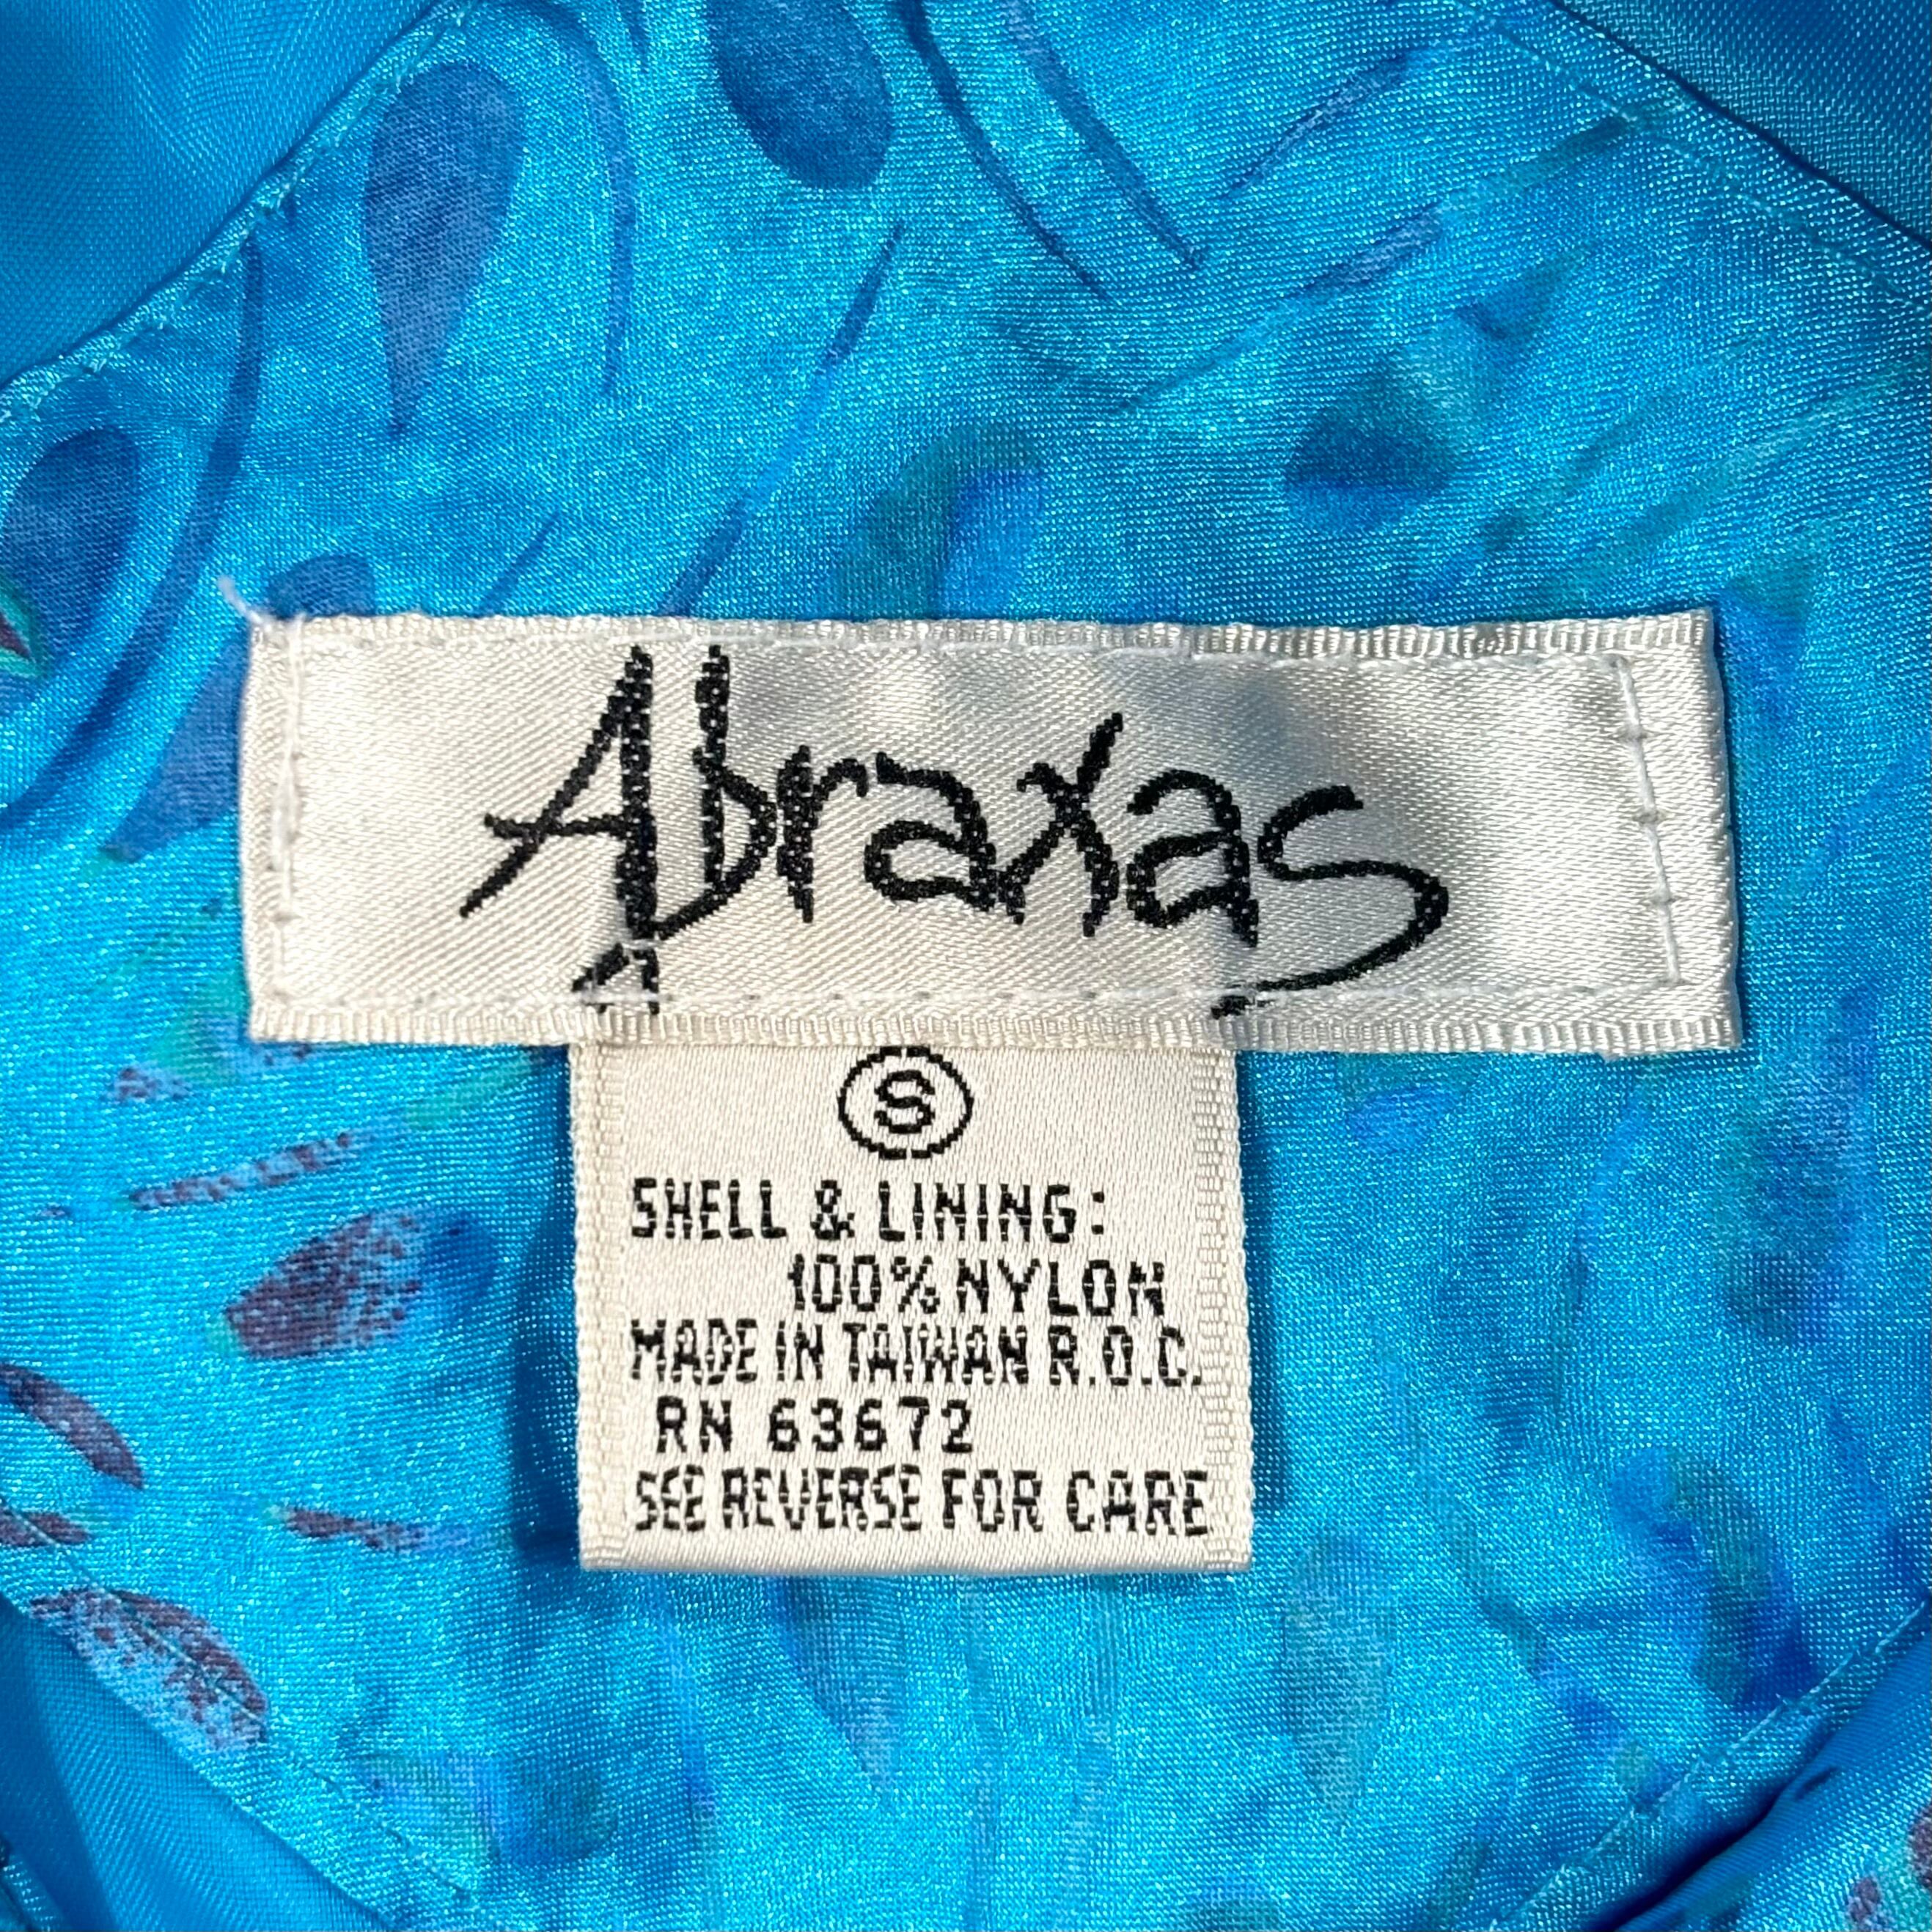 Abraxas
S
SHELL & LINING:
100% NYLON
MADE IN TAIWAN R.O.C.
RN 63672
SEE REVERSE FOR CARE